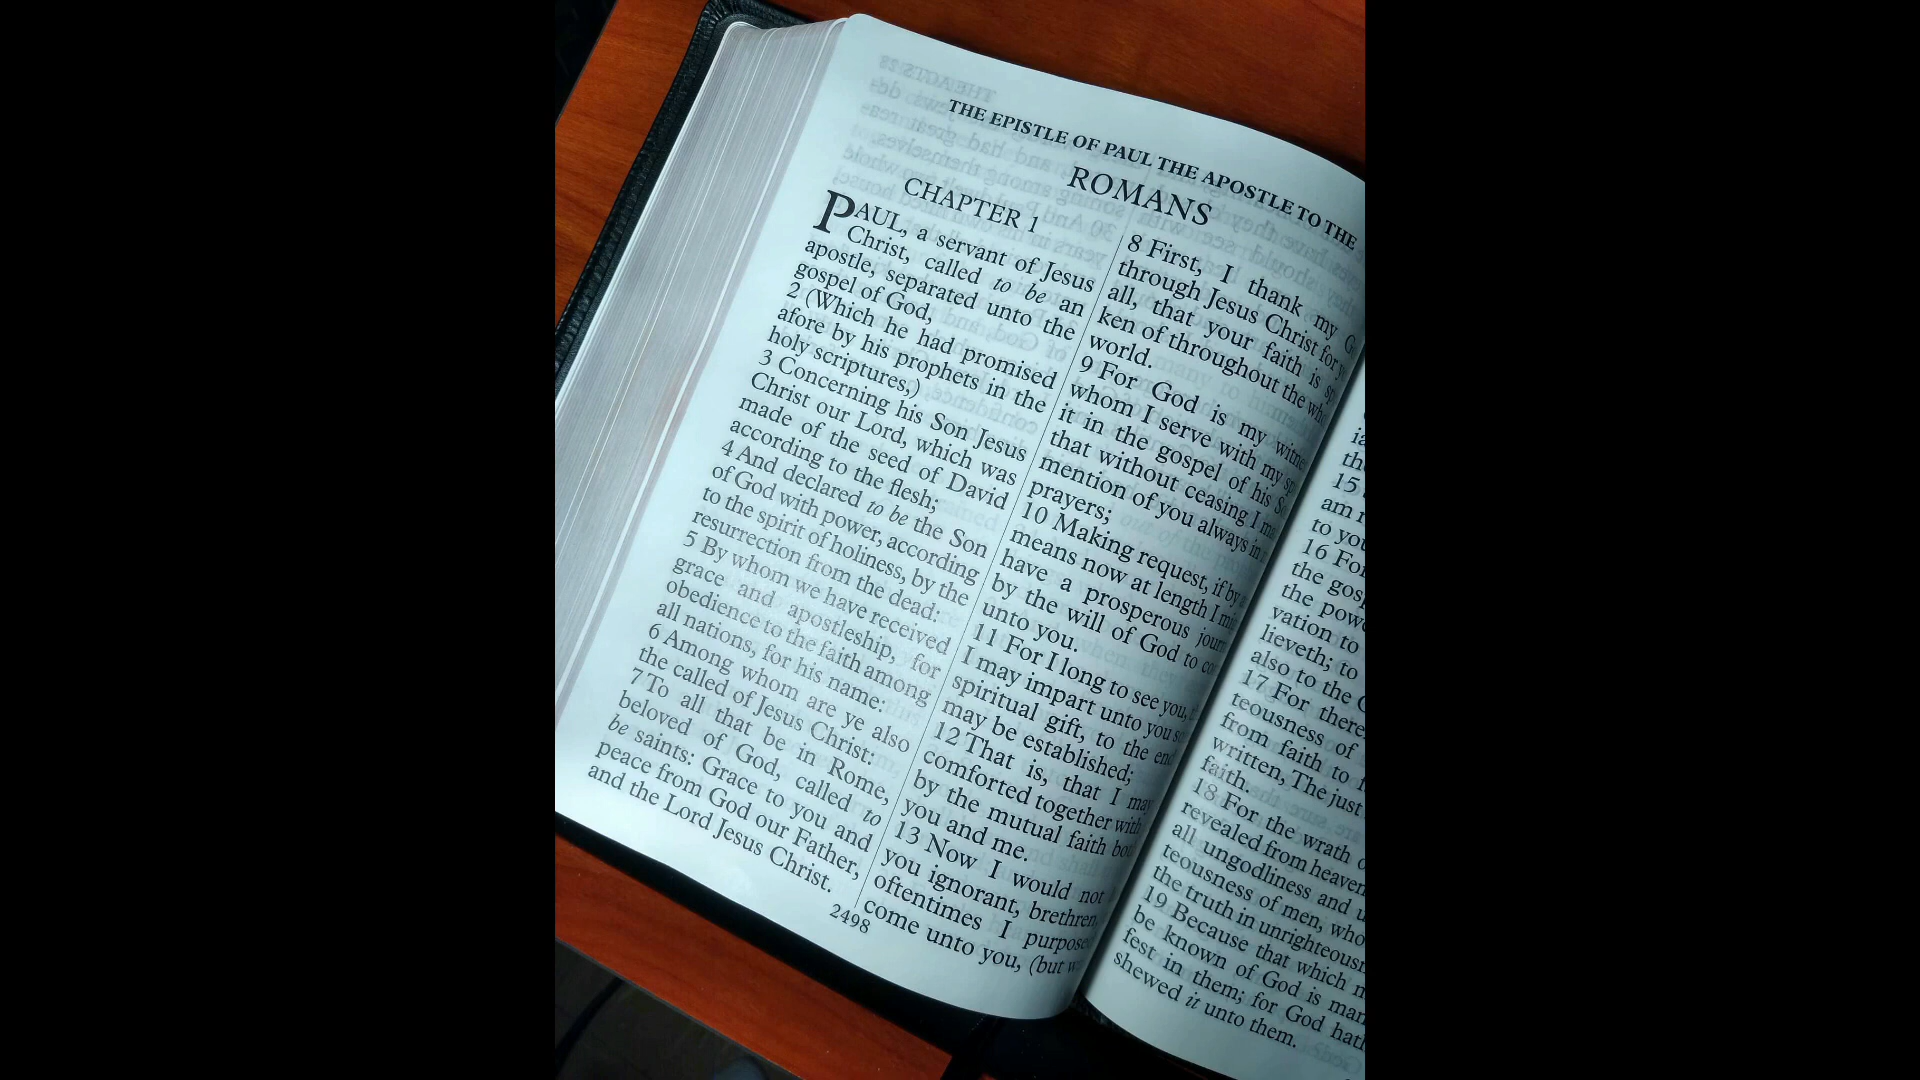 THE EPISTLE OF PAUL THE APOSTLE TO THE
ROMANS
CHAPTER 1
PAUL, a servant of Jesus
Christ, called to be an
apostle, separated unto the
gospel of God,
2 (Which he had promised
afore by his prophets in the
holy scriptures,)
3 Concerning his Son Jesus
Christ our Lord, which was
made of the seed of David
according to the flesh;
4 And declared to be the Son
of God with power, according
to the spirit of holiness, by the
resurrection from the dead:
5 By whom we have received
grace and apostleship, for
obedience to the faith among
all nations, for his name:
6 Among whom are ye also
the called of Jesus Christ:
7 To all that be in Rome,
beloved of God, called to
be saints: Grace to you and
peace from God our Father,
and the Lord Jesus Christ.
8 First, I thank my
through Jesus Christ for
all, that your faith is
ken of throughout the
world.
9 For God is my
whom I serve with my
it in the gospel of his
that without ceasing I
mention of you always in
prayers;
10 Making request, if by
means now at length I
have a prosperous
by the will of God to
unto you.
11 For I long to see you,
I may impart unto you
spiritual gift, to the end
may be established;
12 That is, that I may
comforted together with
by the mutual faith
you and me.
13 Now I would not
you ignorant, brethren,
oftentimes I purposed
come unto you, (but
2498
15
am
to you
16 For
the
the
vation to
lieveth; to
also to the
17 For
teousness of
from faith to
written, The just
faith.
18 For the wrath
revealed from heaven
all ungodliness and
teousness of men, who
the truth in
19 Because that which
be known of God is
fest in them; for God hath
shewed it unto them.